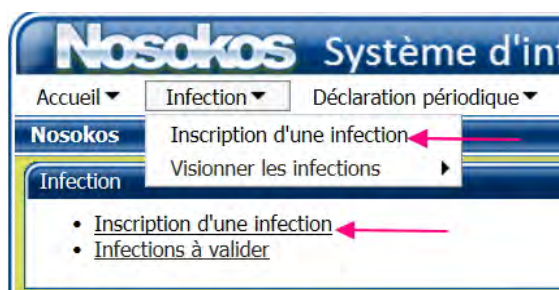 Nosokos Système d'in
Accueil Infection Déclaration périodique
Nosokos Inscription d'une infection
Infection Visionner les infections
• Inscription d'une infection
• Infections à valider